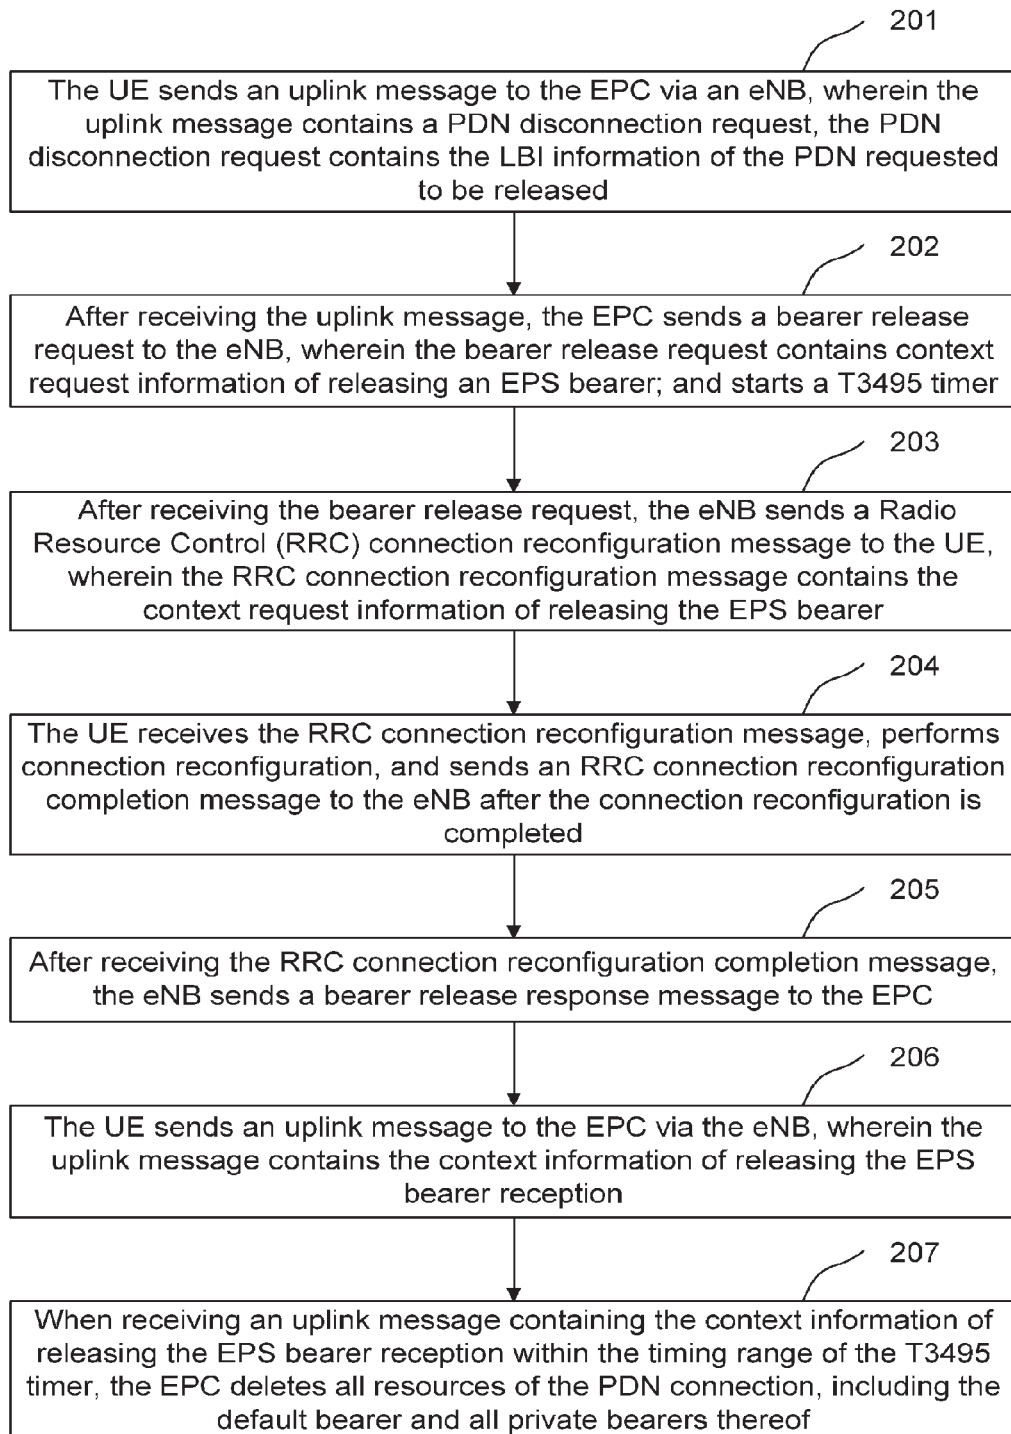 201
The UE sends an uplink message to the EPC via an eNB, wherein the
uplink message contains a PDN disconnection request, the PDN
disconnection request contains the LBI information of the PDN requested
to be released
202
After receiving the uplink message, the EPC sends a bearer release
request to the eNB, wherein the bearer release request contains context
request information of releasing an EPS bearer; and starts a T3495 timer
203
After receiving the bearer release request, the eNB sends a Radio
Resource Control (RRC) connection reconfiguration message to the UE,
wherein the RRC connection reconfiguration message contains the
context request information of releasing the EPS bearer
204
The UE receives the RRC connection reconfiguration message, performs
connection reconfiguration, and sends an RRC connection reconfiguration
completion message to the eNB after the connection reconfiguration is
completed
205
After receiving the RRC connection reconfiguration completion message,
the eNB sends a bearer release response message to the EPC
206
The UE sends an uplink message to the EPC via the eNB, wherein the
uplink message contains the context information of releasing the EPS
bearer reception
207
When receiving an uplink message containing the context information of
releasing the EPS bearer reception within the timing range of the T3495
timer, the EPC deletes all resources of the PDN connection, including the
default bearer and all private bearers thereof